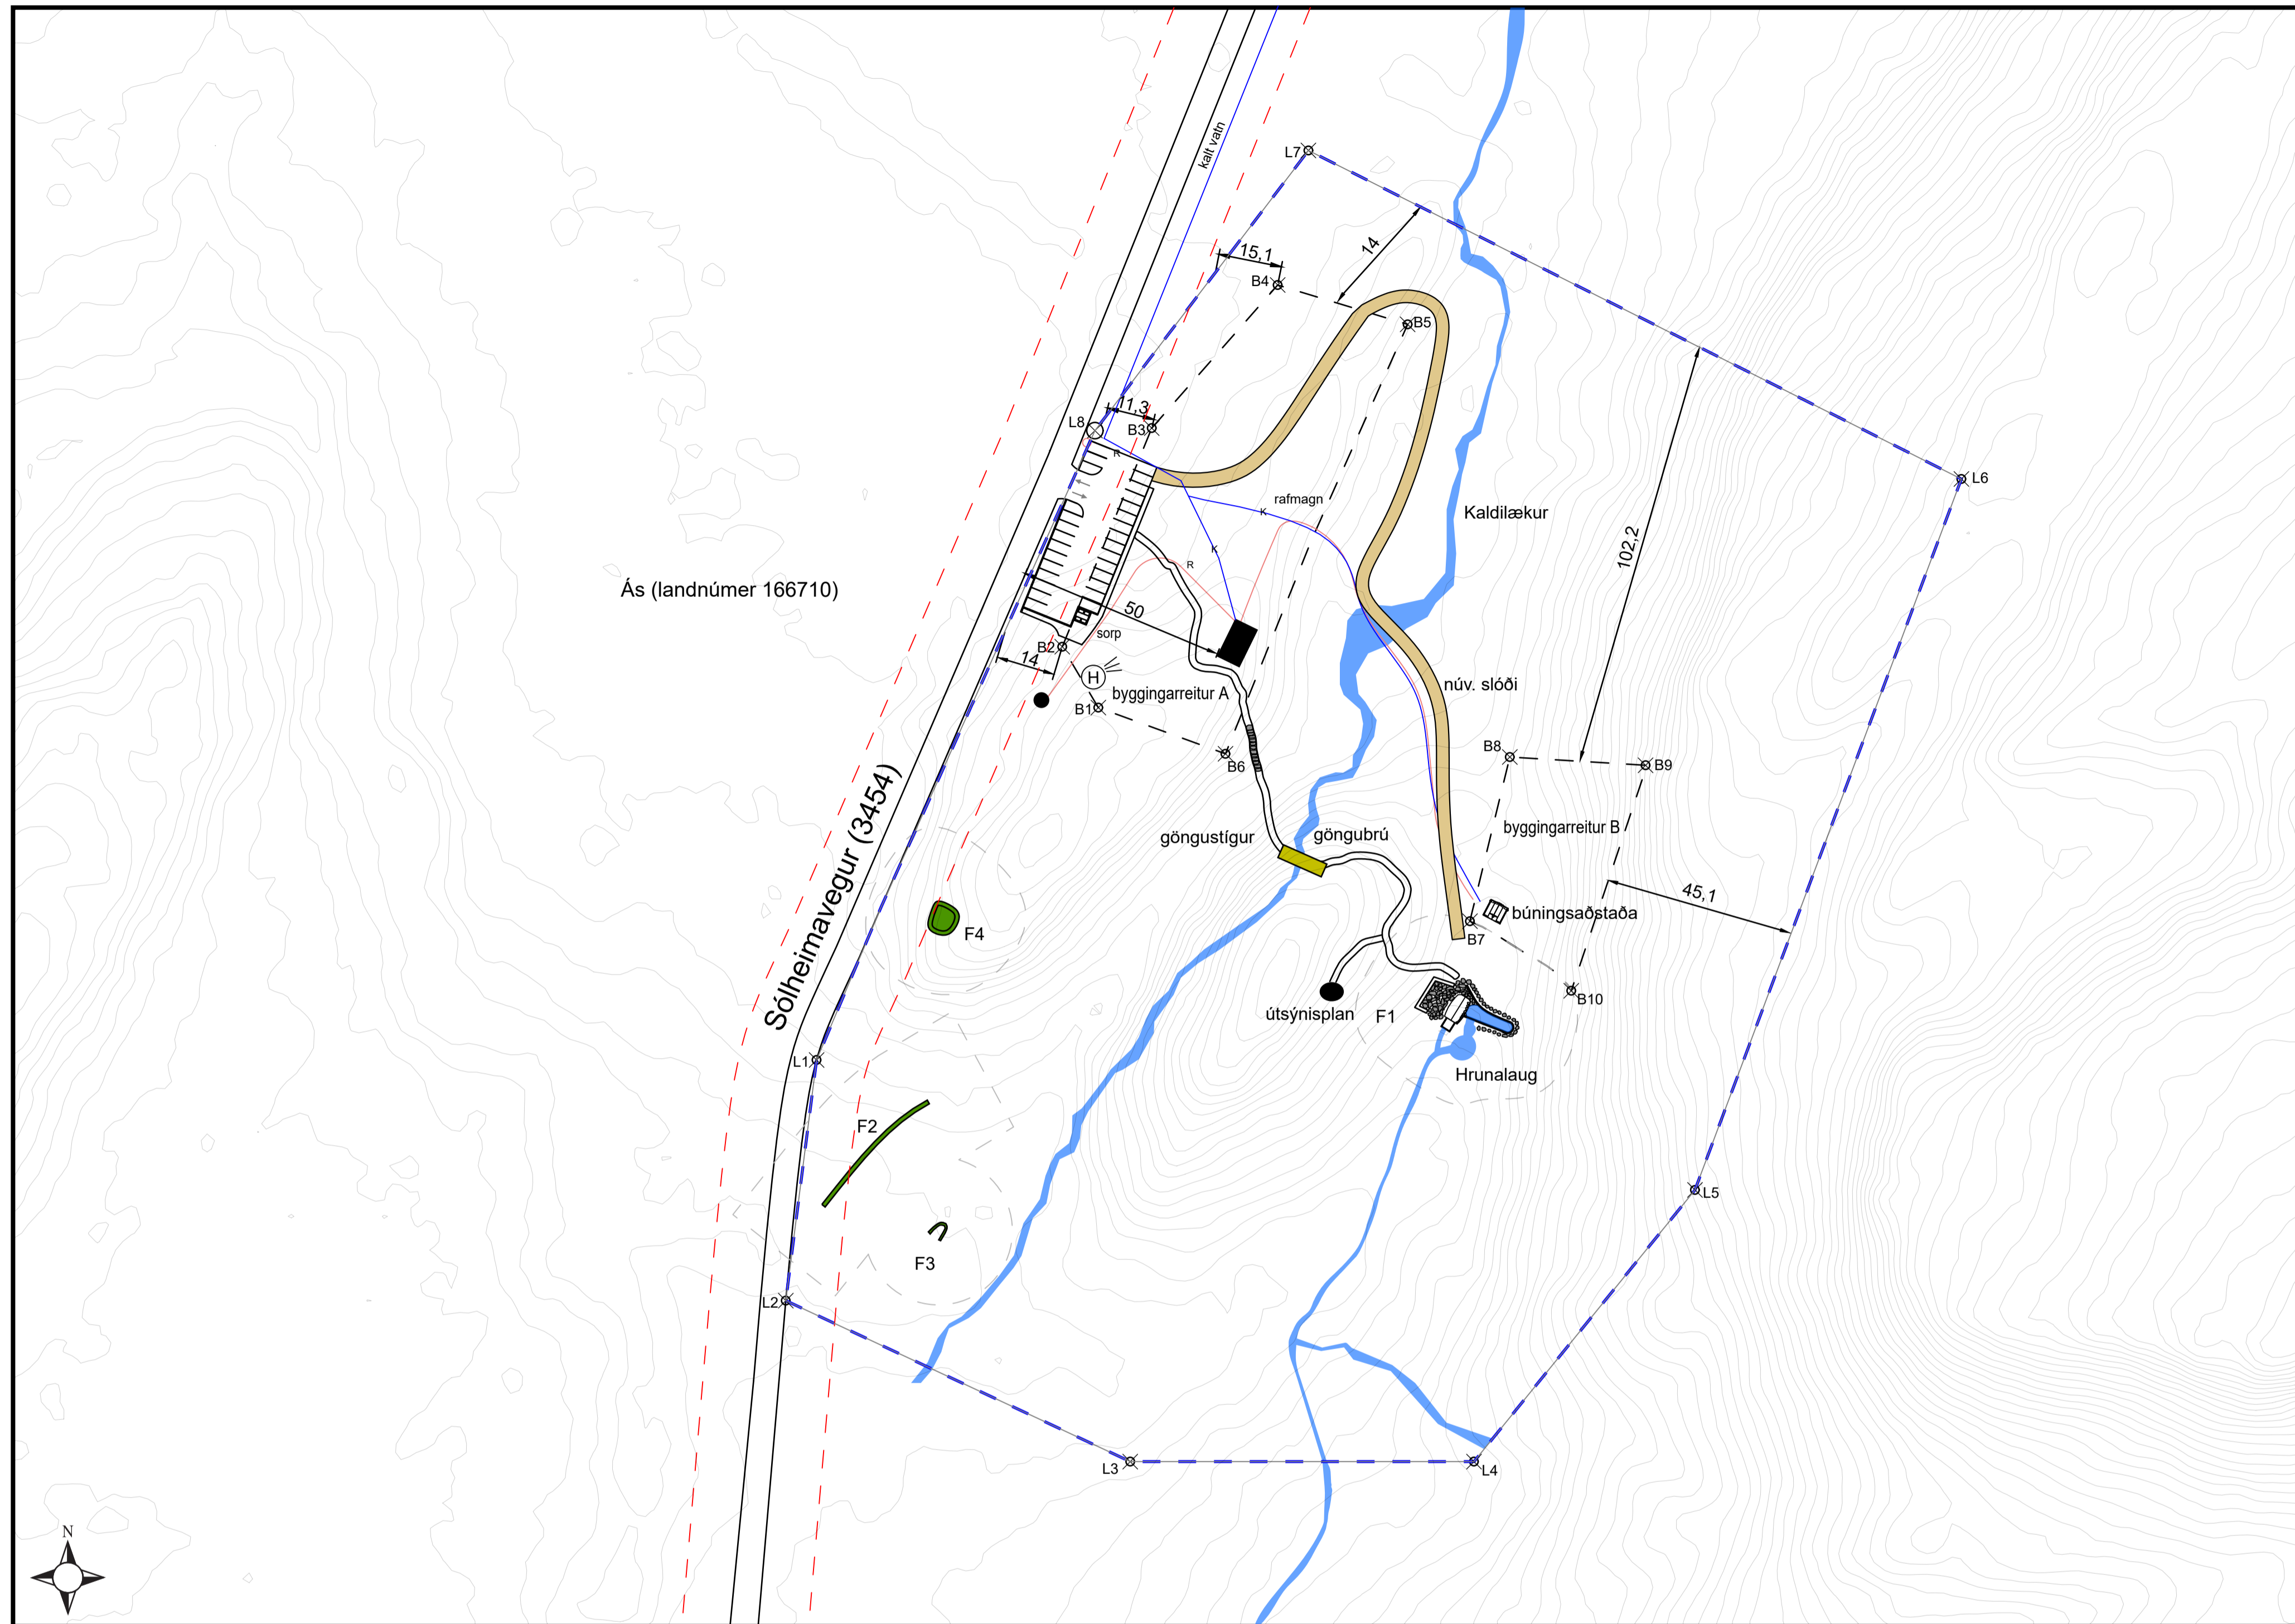 kalt vatn
L7
15,1
14
B4
B5
11,3
L8
B3
R
L6
rafmagn
K
Kaldilækur
102,2
K
R
Ás (landnúmer 166710)
50
sorp
B2
14
H
byggingarreitur A
núv. slóði
B1
B8
B6
B9
Sólheimavegur (3454)
byggingarreitur B
göngustígur
göngubrú
45,1
búningsaðstaða
F4
B7
B10
útsýnisplan
F1
L1
Hrunalaug
F2
L5
F3
L2
L3
L4
N